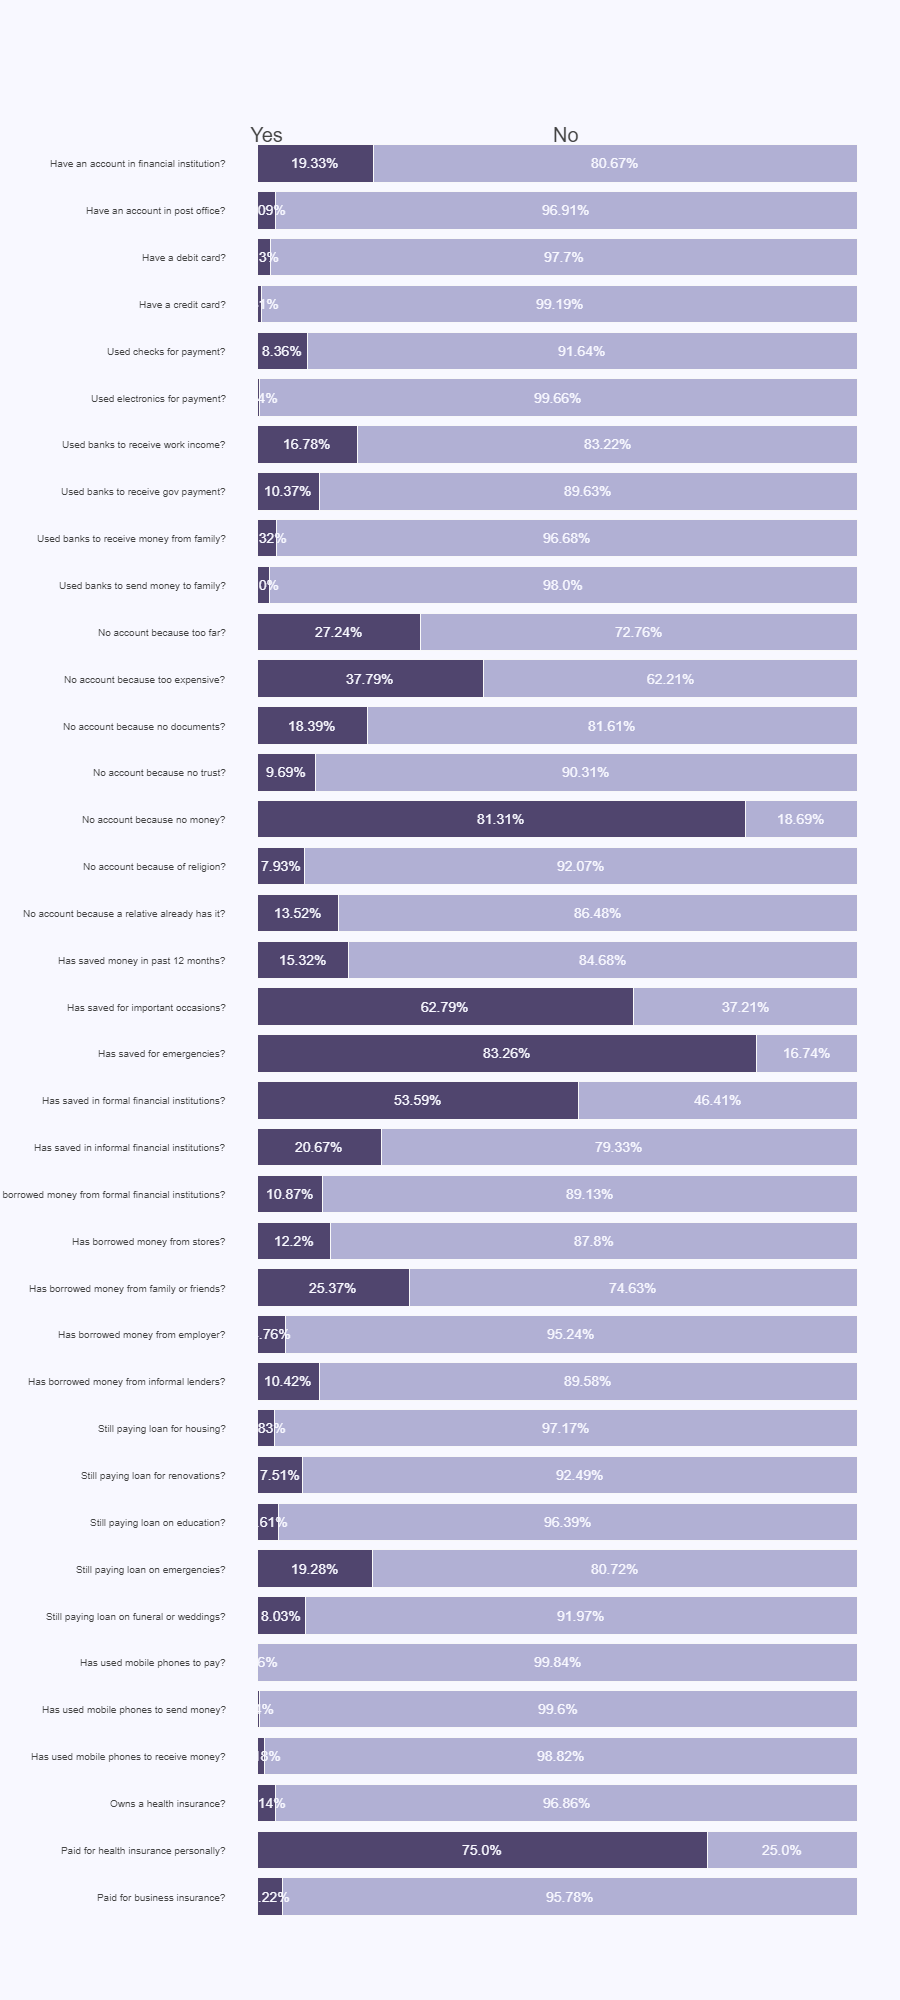 Yes No
Have an account in financial institution? 19.33% 80.67%
Have an account in post office? 09% 96.91%
Have a debit card? 3% 97.7%
Have a credit card? 1% 99.19%
Used checks for payment? 8.36% 91.64%
Used electronics for payment? 4% 99.66%
Used banks to receive work income? 16.78% 83.22%
Used banks to receive gov payment? 10.37% 89.63%
Used banks to receive money from family? 32% 96.68%
Used banks to send money to family? 0% 98.0%
No account because too far? 27.24% 72.76%
No account because too expensive? 37.79% 62.21%
No account because no documents? 18.39% 81.61%
No account because no trust? 9.69% 90.31%
No account because no money? 81.31% 18.69%
No account because of religion? 7.93% 92.07%
No account because a relative already has it? 13.52% 86.48%
Has saved money in past 12 months? 15.32% 84.68%
Has saved for important occasions? 62.79% 37.21%
Has saved for emergencies? 83.26% 16.74%
Has saved in formal financial institutions? 53.59% 46.41%
Has saved in informal financial institutions? 20.67% 79.33%
borrowed money from formal financial institutions? 10.87% 89.13%
Has borrowed money from stores? 12.2% 87.8%
Has borrowed money from family or friends? 25.37% 74.63%
Has borrowed money from employer? .76% 95.24%
Has borrowed money from informal lenders? 10.42% 89.58%
Still paying loan for housing? 83% 97.17%
Still paying loan for renovations? 7.51% 92.49%
Still paying loan on education? .61% 96.39%
Still paying loan on emergencies? 19.28% 80.72%
Still paying loan on funeral or weddings? 8.03% 91.97%
Has used mobile phones to pay? 6% 99.84%
Has used mobile phones to send money? 4% 99.6%
Has used mobile phones to receive money? 18% 98.82%
Owns a health insurance? 14% 96.86%
Paid for health insurance personally? 75.0% 25.0%
Paid for business insurance? .22% 95.78%